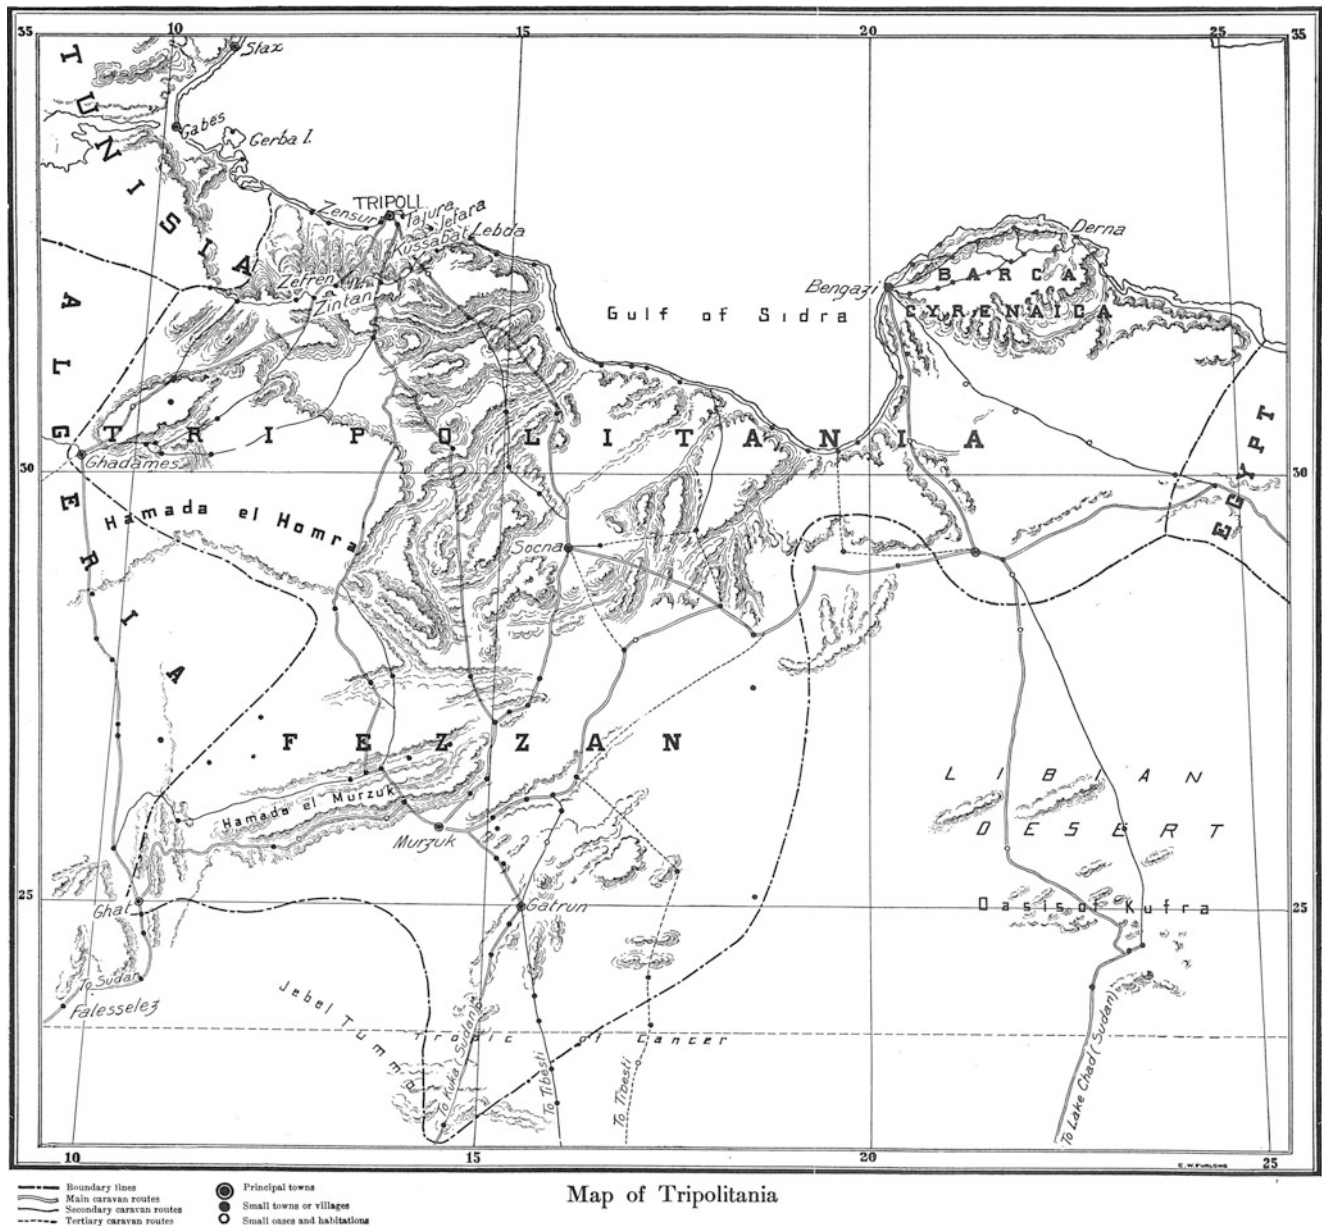 10
15
20
25
35
35
Sfax
Gabes
Gerba I.
TUNISIA
TRIPOLI
Zensur
Tajura
Jefara
Kussabat
Lebda
Derna
Zefren
Zintan
BARCA
Bengazi
CYRENAICA
Gulf of Sidra
ALGERIA
TRIPOLITANIA
EGYPT
Ghadames
30
30
Hamada el Homra
Socna
FEZZAN
LIBIAN
Hamada el Murzuk
DESERT
Murzuk
25
25
Ghat
Gatrun
Oasis of Kufra
To Sudan
Falesselez
Jebel Tummo
Tropic of Cancer
To Kuka (Sudan)
To Tibesti
To Tibesti
To Lake Chad (Sudan)
10
15
20
25
E.W.FURLONG
Boundary lines
Main caravan routes
Secondary caravan routes
Tertiary caravan routes
Principal towns
Small towns or villages
Small oases and habitations
Map of Tripolitania